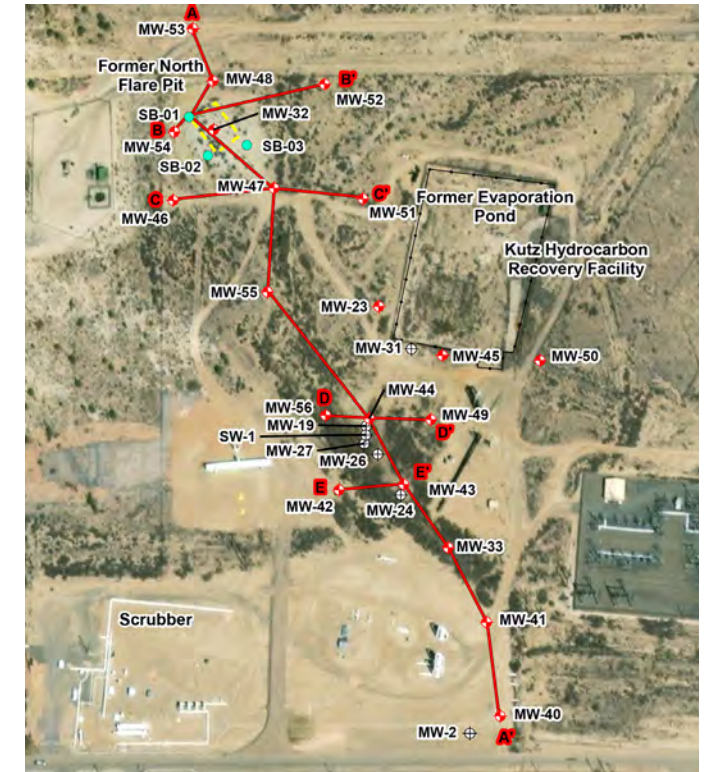 A
MW-53
Former North
Flare Pit
MW-48
B'
MW-52
SB-01
MW-32
B
MW-54
SB-03
SB-02
MW-47
C
MW-46
C'
MW-51
Former Evaporation
Pond
Kutz Hydrocarbon
Recovery Facility
MW-55
MW-23
MW-31
MW-45
MW-50
MW-44
D
MW-56
MW-19
MW-49
D'
SW-1
MW-27
MW-26
E'
E
MW-43
MW-42
MW-24
MW-33
Scrubber
MW-41
MW-40
MW-2
A'